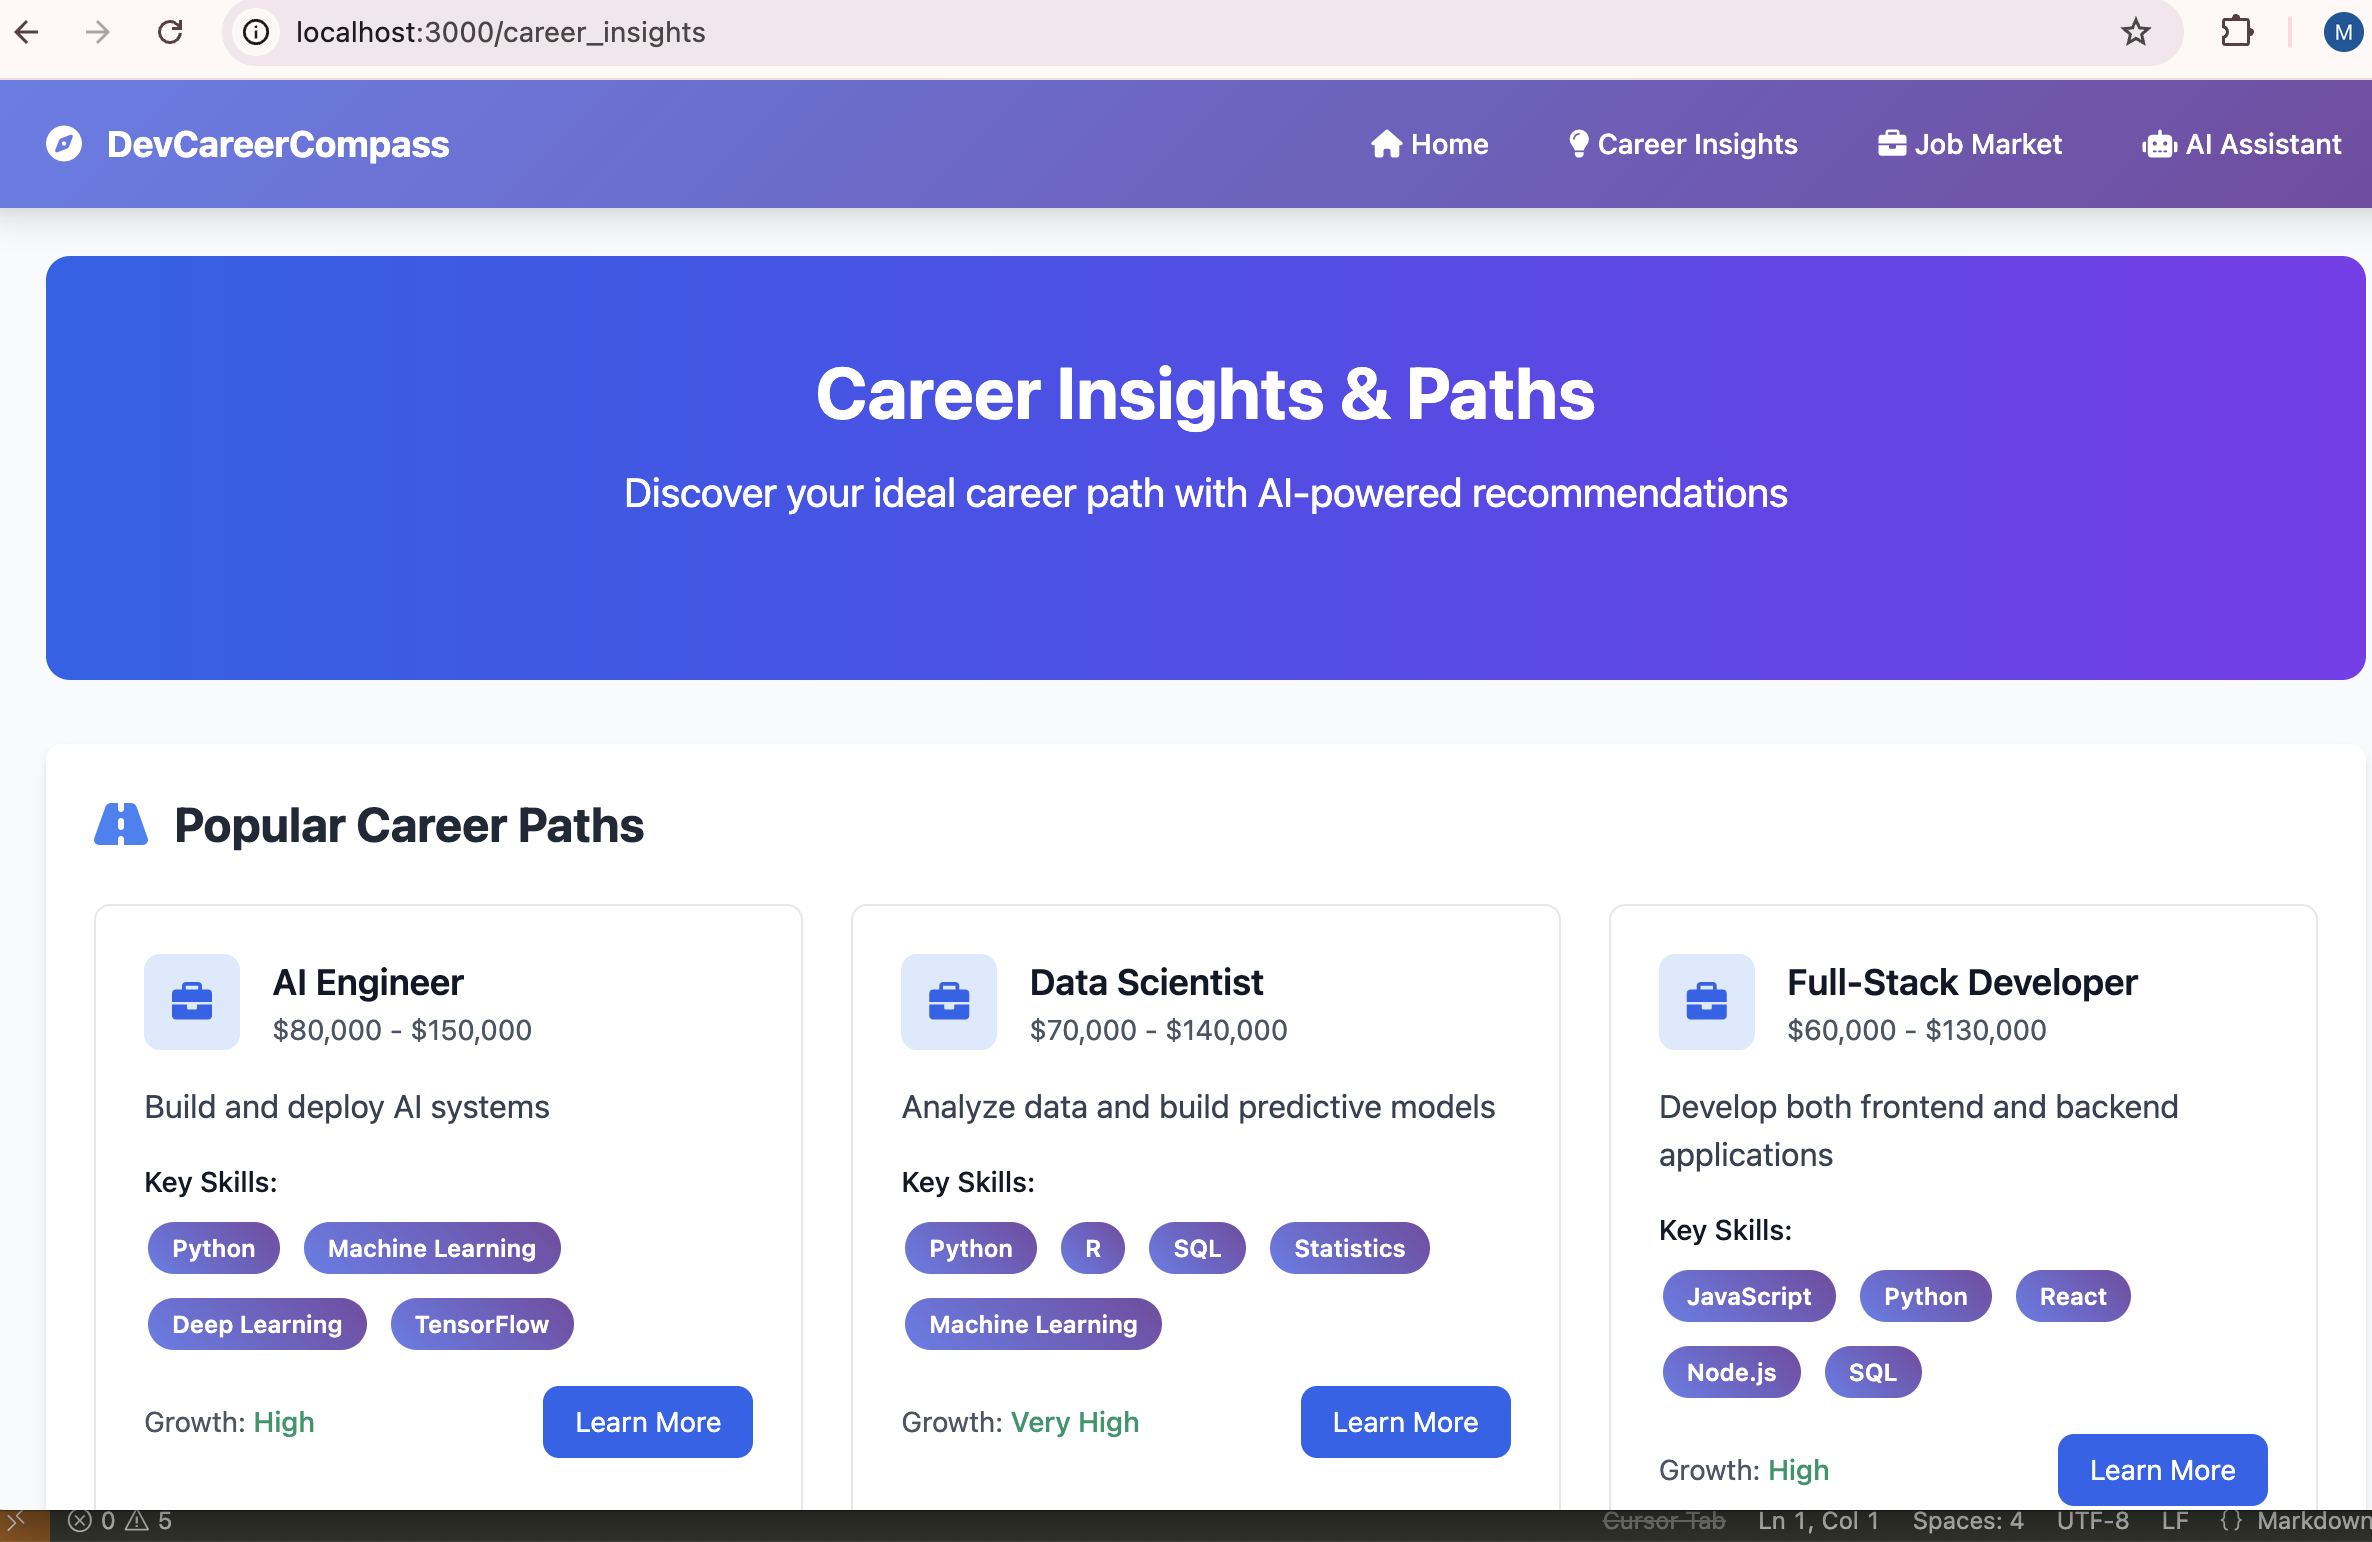 localhost:3000/career_insights
M
DevCareerCompass
Home
Career Insights
Job Market
AI Assistant
Career Insights & Paths
Discover your ideal career path with AI-powered recommendations
Popular Career Paths
AI Engineer
$80,000 - $150,000
Build and deploy AI systems
Key Skills:
Python Machine Learning
Deep Learning TensorFlow
Growth: High
Learn More
Data Scientist
$70,000 - $140,000
Analyze data and build predictive models
Key Skills:
Python R SQL Statistics
Machine Learning
Growth: Very High
Learn More
Full-Stack Developer
$60,000 - $130,000
Develop both frontend and backend
applications
Key Skills:
JavaScript Python React
Node.js SQL
Growth: High
Learn More
0 5
Cursor Tab Ln 1, Col 1 Spaces: 4 UTF-8 LF {} Markdown